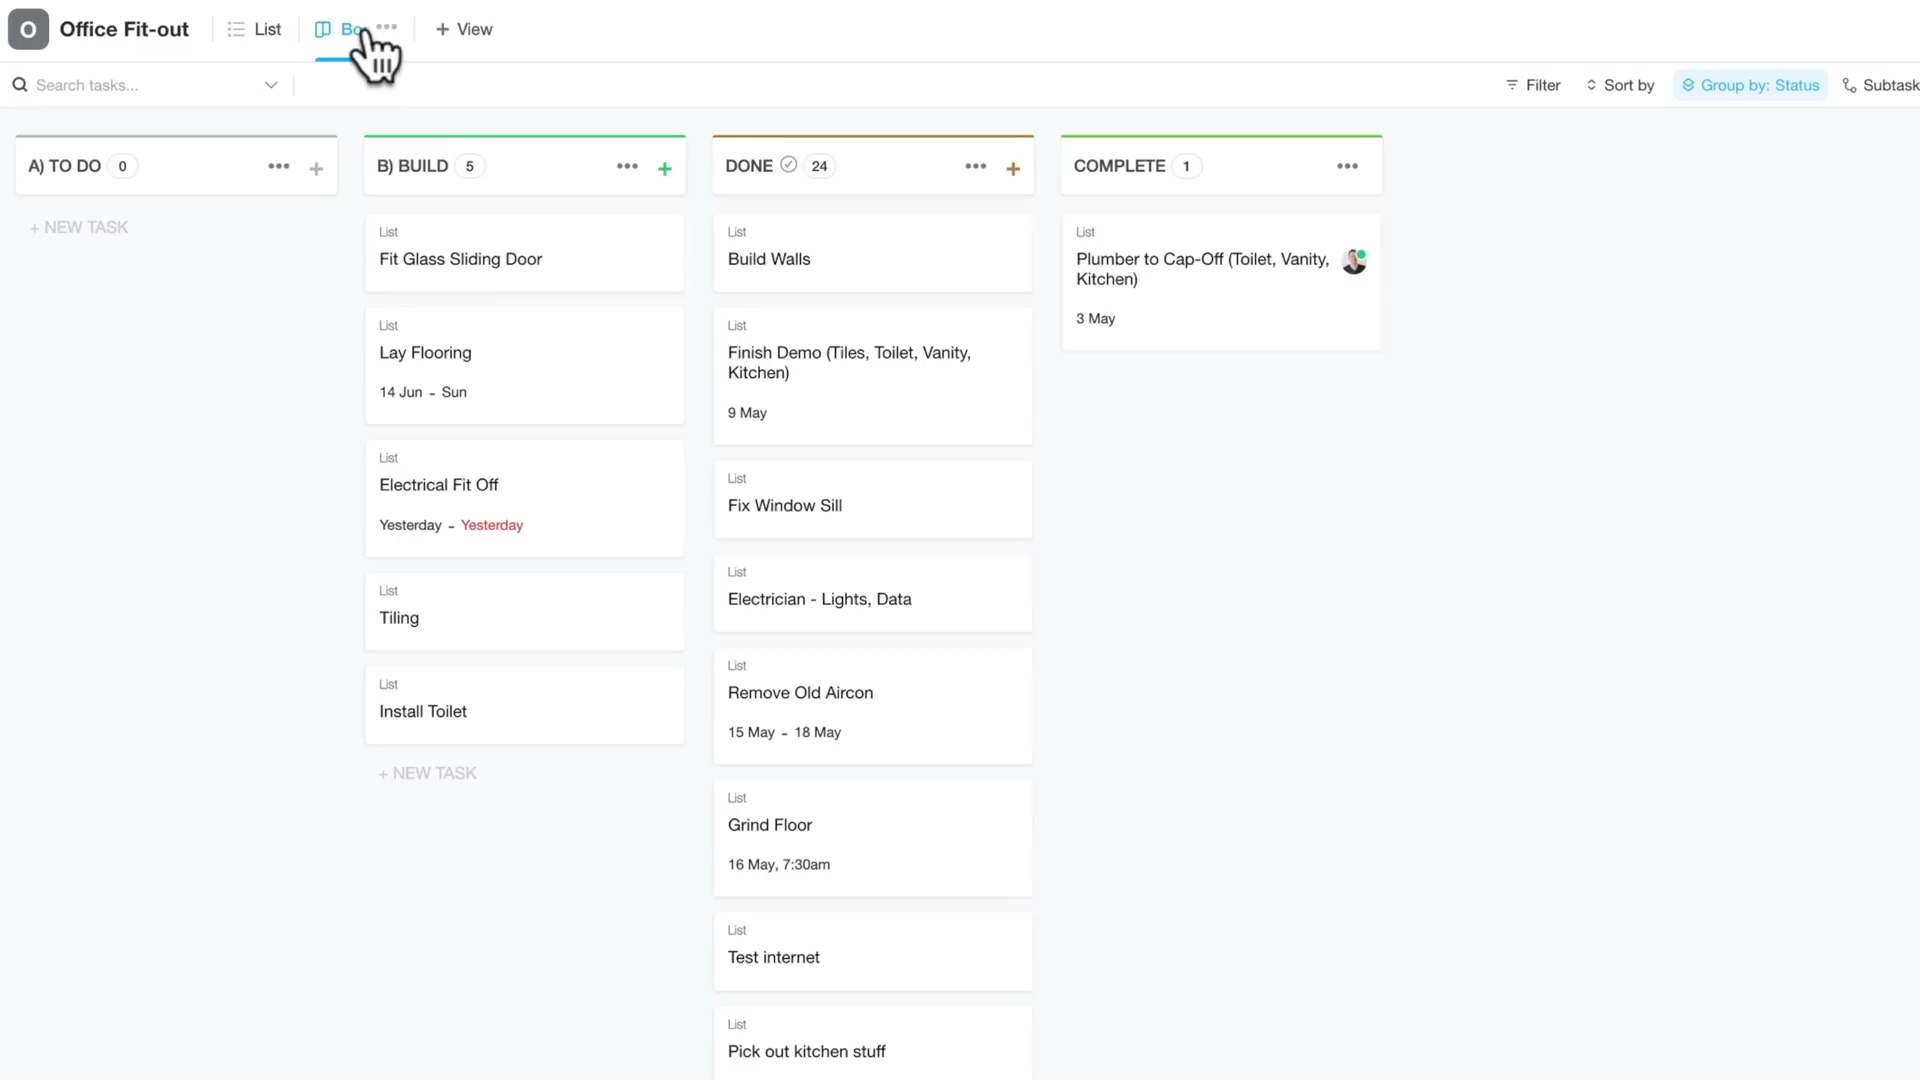 O Office Fit-out List Bo ••• + View
Search tasks... Filter Sort by Group by: Status Subtask
A) TO DO 0 ••• +
+ NEW TASK
B) BUILD 5 ••• +
List
Fit Glass Sliding Door
List
Lay Flooring
14 Jun - Sun
List
Electrical Fit Off
Yesterday - Yesterday
List
Tiling
List
Install Toilet
+ NEW TASK
DONE 24 ••• +
List
Build Walls
List
Finish Demo (Tiles, Toilet, Vanity,
Kitchen)
9 May
List
Fix Window Sill
List
Electrician - Lights, Data
List
Remove Old Aircon
15 May - 18 May
List
Grind Floor
16 May, 7:30am
List
Test internet
List
Pick out kitchen stuff
COMPLETE 1 •••
List
Plumber to Cap-Off (Toilet, Vanity,
Kitchen)
3 May